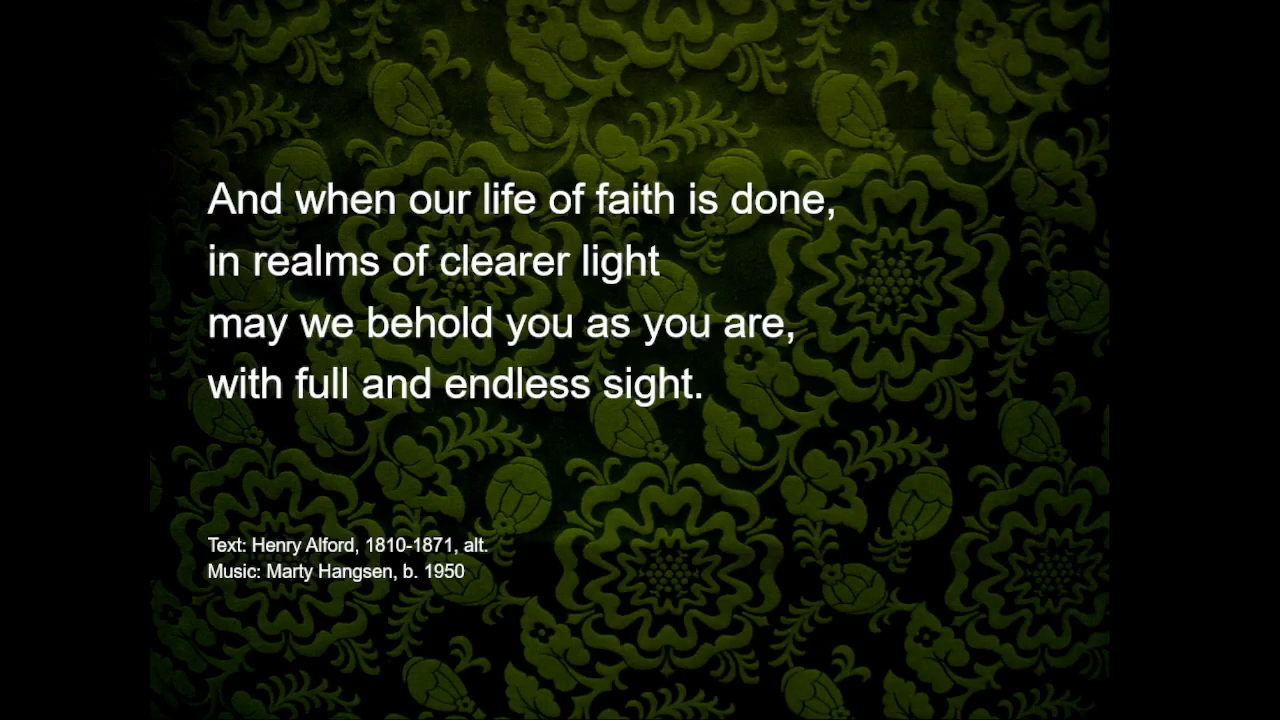 And when our life of faith is done,
in realms of clearer light
may we behold you as you are,
with full and endless sight.
Text: Henry Alford, 1810-1871, alt.
Music: Marty Hangsen, b. 1950